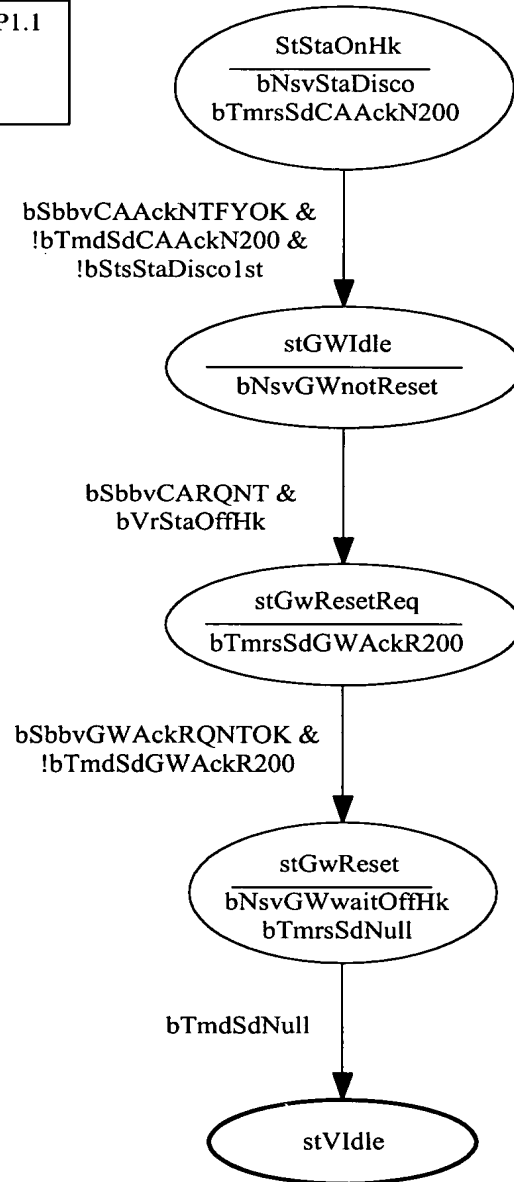 P1.1
StStaOnHk
bNsvStaDisco
bTmrsSdCAAckN200
bSbbvCAAckNTFYOK &
!bTmdSdCAAckN200 &
!bStsStaDisco1st
stGWIdle
bNsvGWnotReset
bSbbvCARQNT &
bVrStaOffHk
stGwResetReq
bTmrsSdGWAckR200
bSbbvGWAckRQNTOK &
!bTmdSdGWAckR200
stGwReset
bNsvGWwaitOffHk
bTmrsSdNull
bTmdSdNull
stVIdle